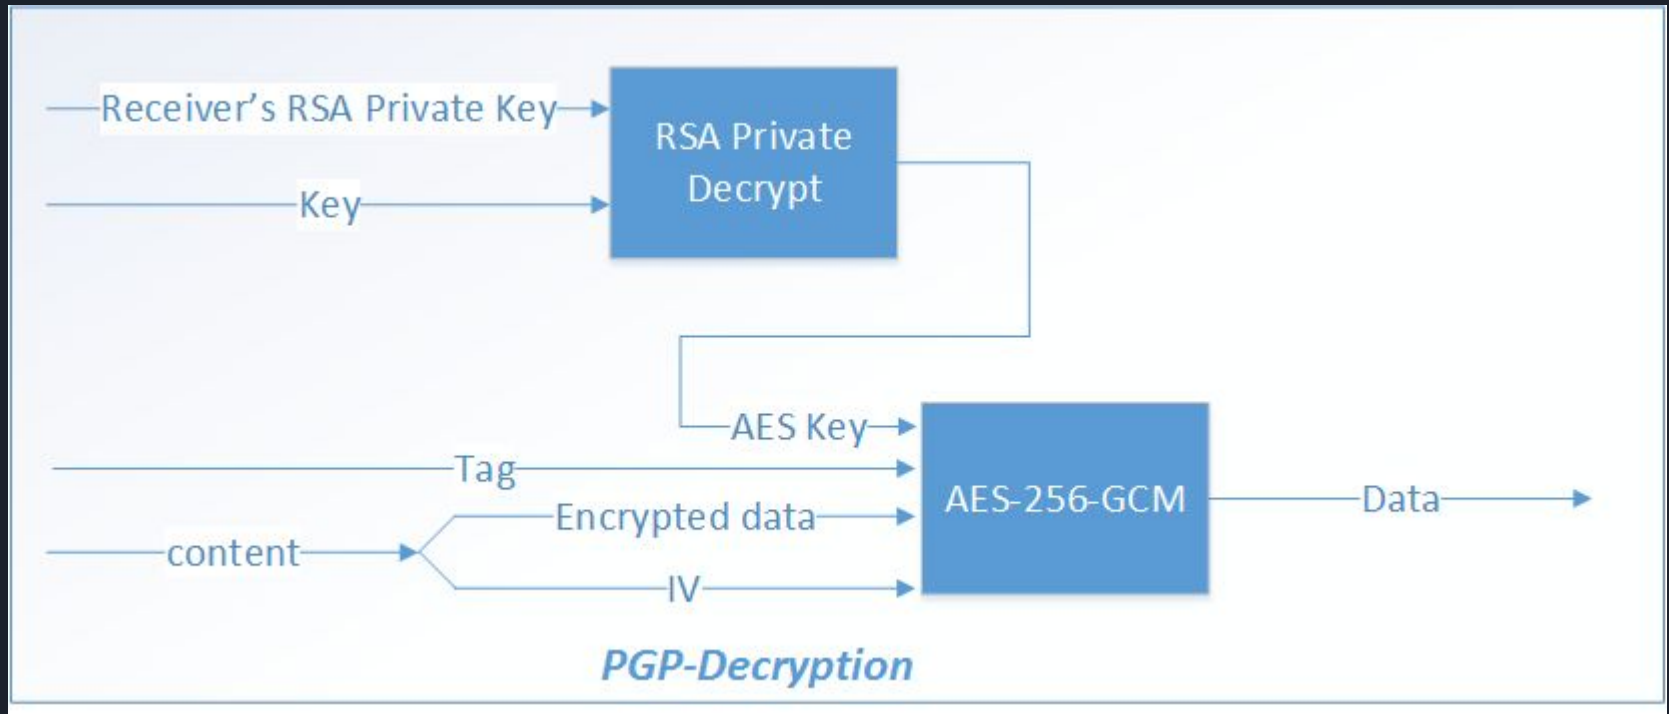 Receiver’s RSA Private Key
Key
RSA Private
Decrypt
AES Key
Tag
Encrypted data
content
IV
AES-256-GCM
Data
PGP-Decryption